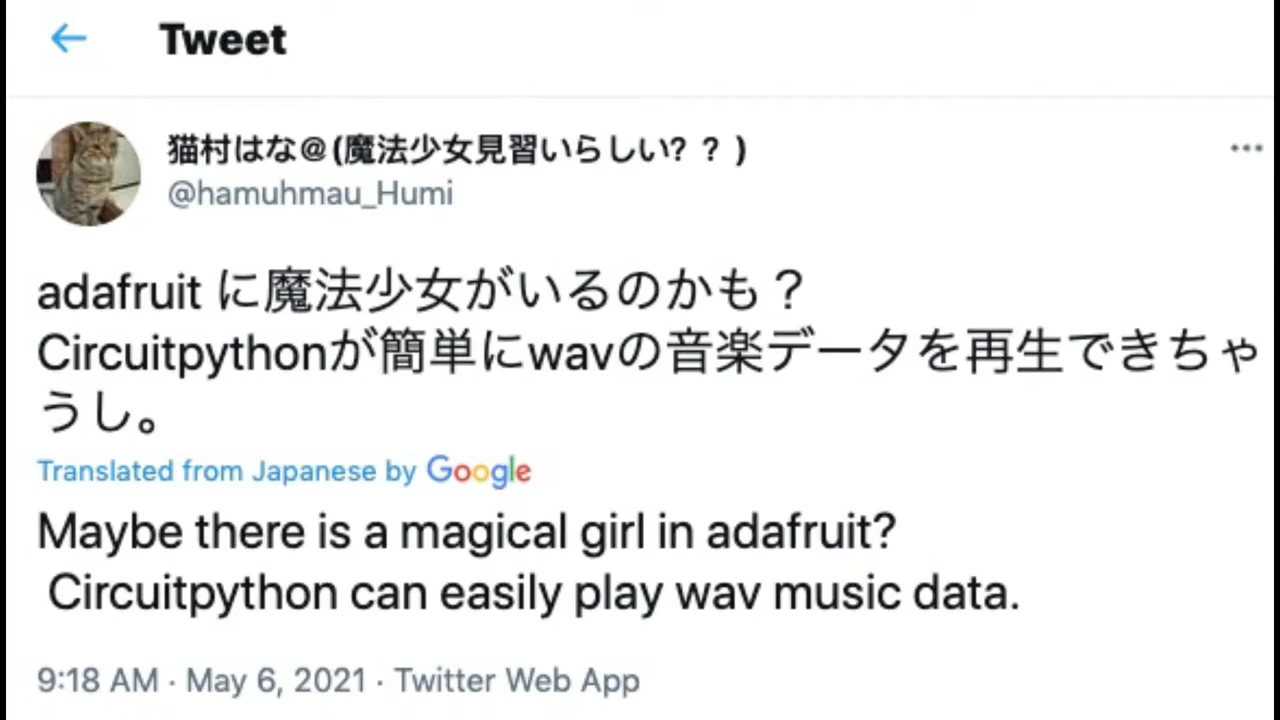 Tweet
猫村はな@(魔法少女見習いらしい？？)
@hamuhmau_Humi
adafruit に魔法少女がいるのかも？
Circuitpythonが簡単にwavの音楽データを再生できちゃ
うし。
Translated from Japanese by Google
Maybe there is a magical girl in adafruit?
Circuitpython can easily play wav music data.
9:18 AM · May 6, 2021 · Twitter Web App